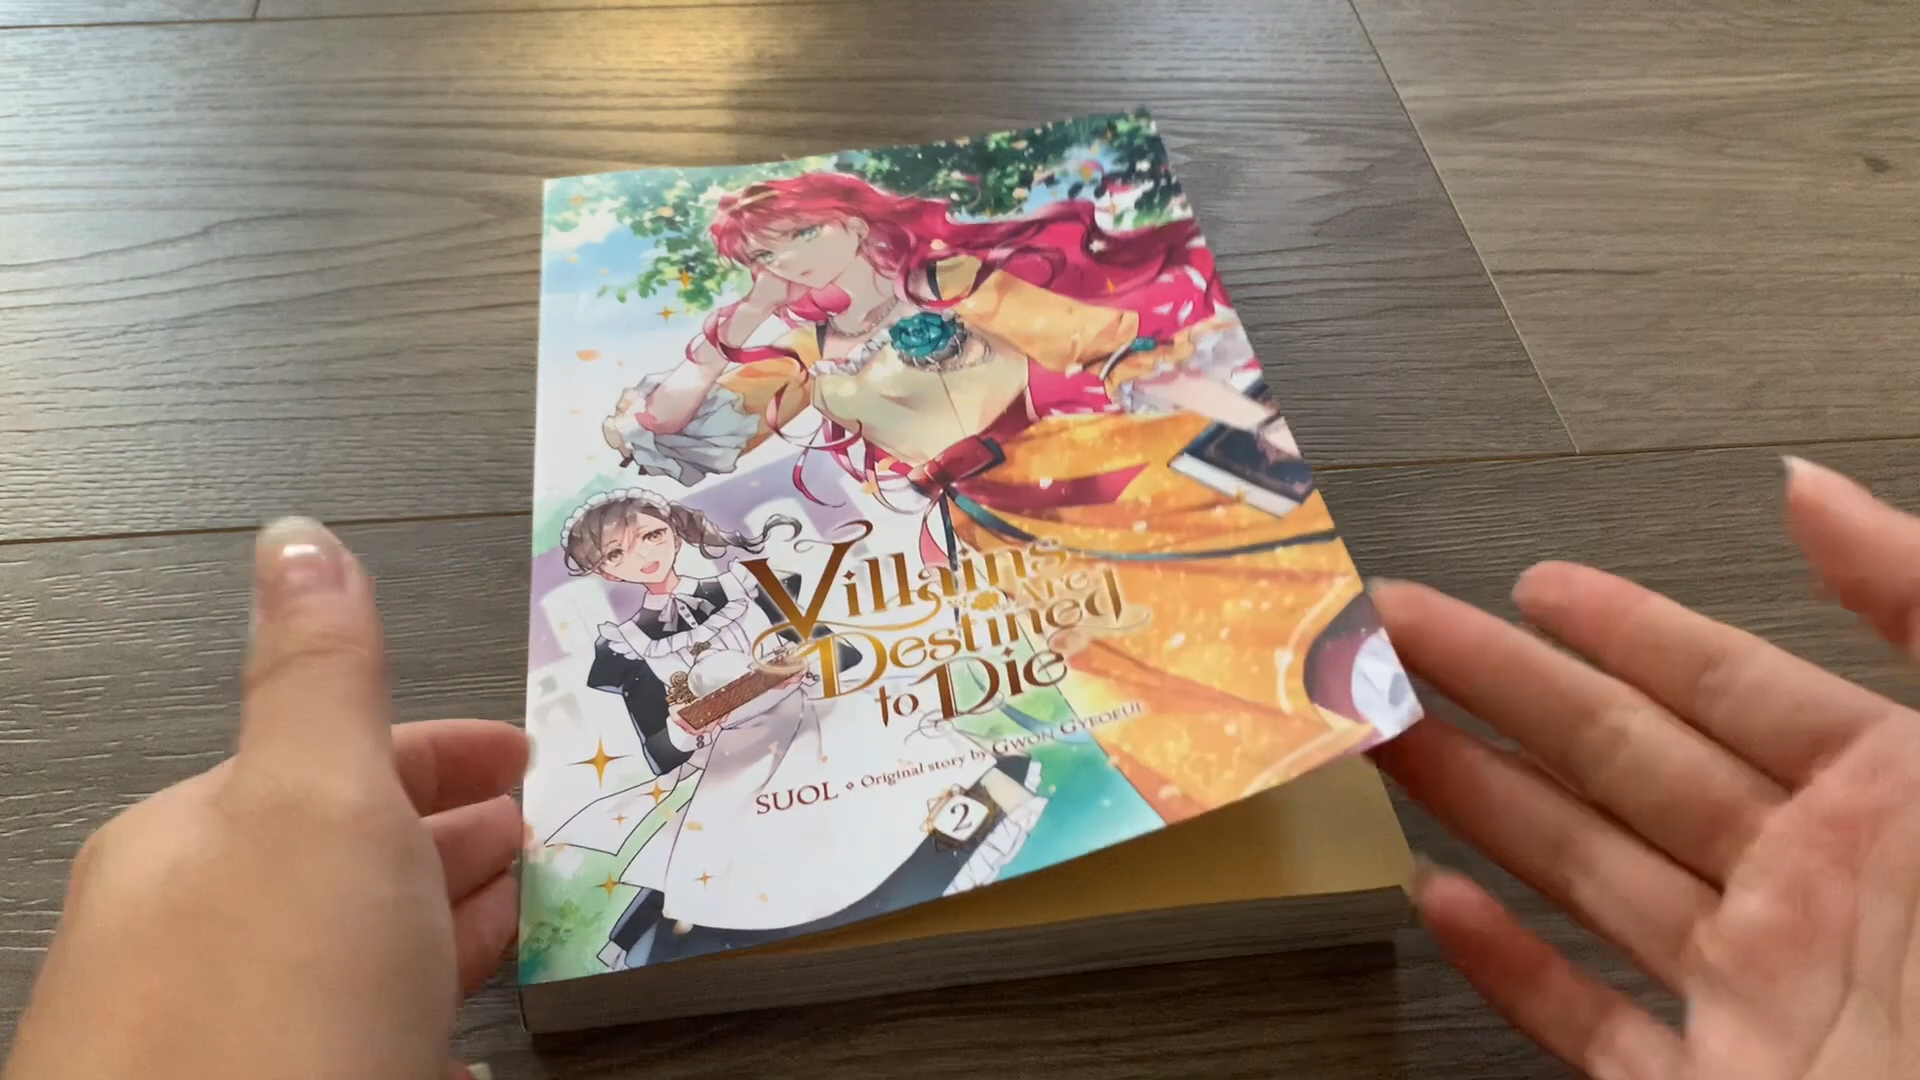 Villains
Are
Destined
to Die
SUOL ⋄ Original story by GWON GYEOEUL
2